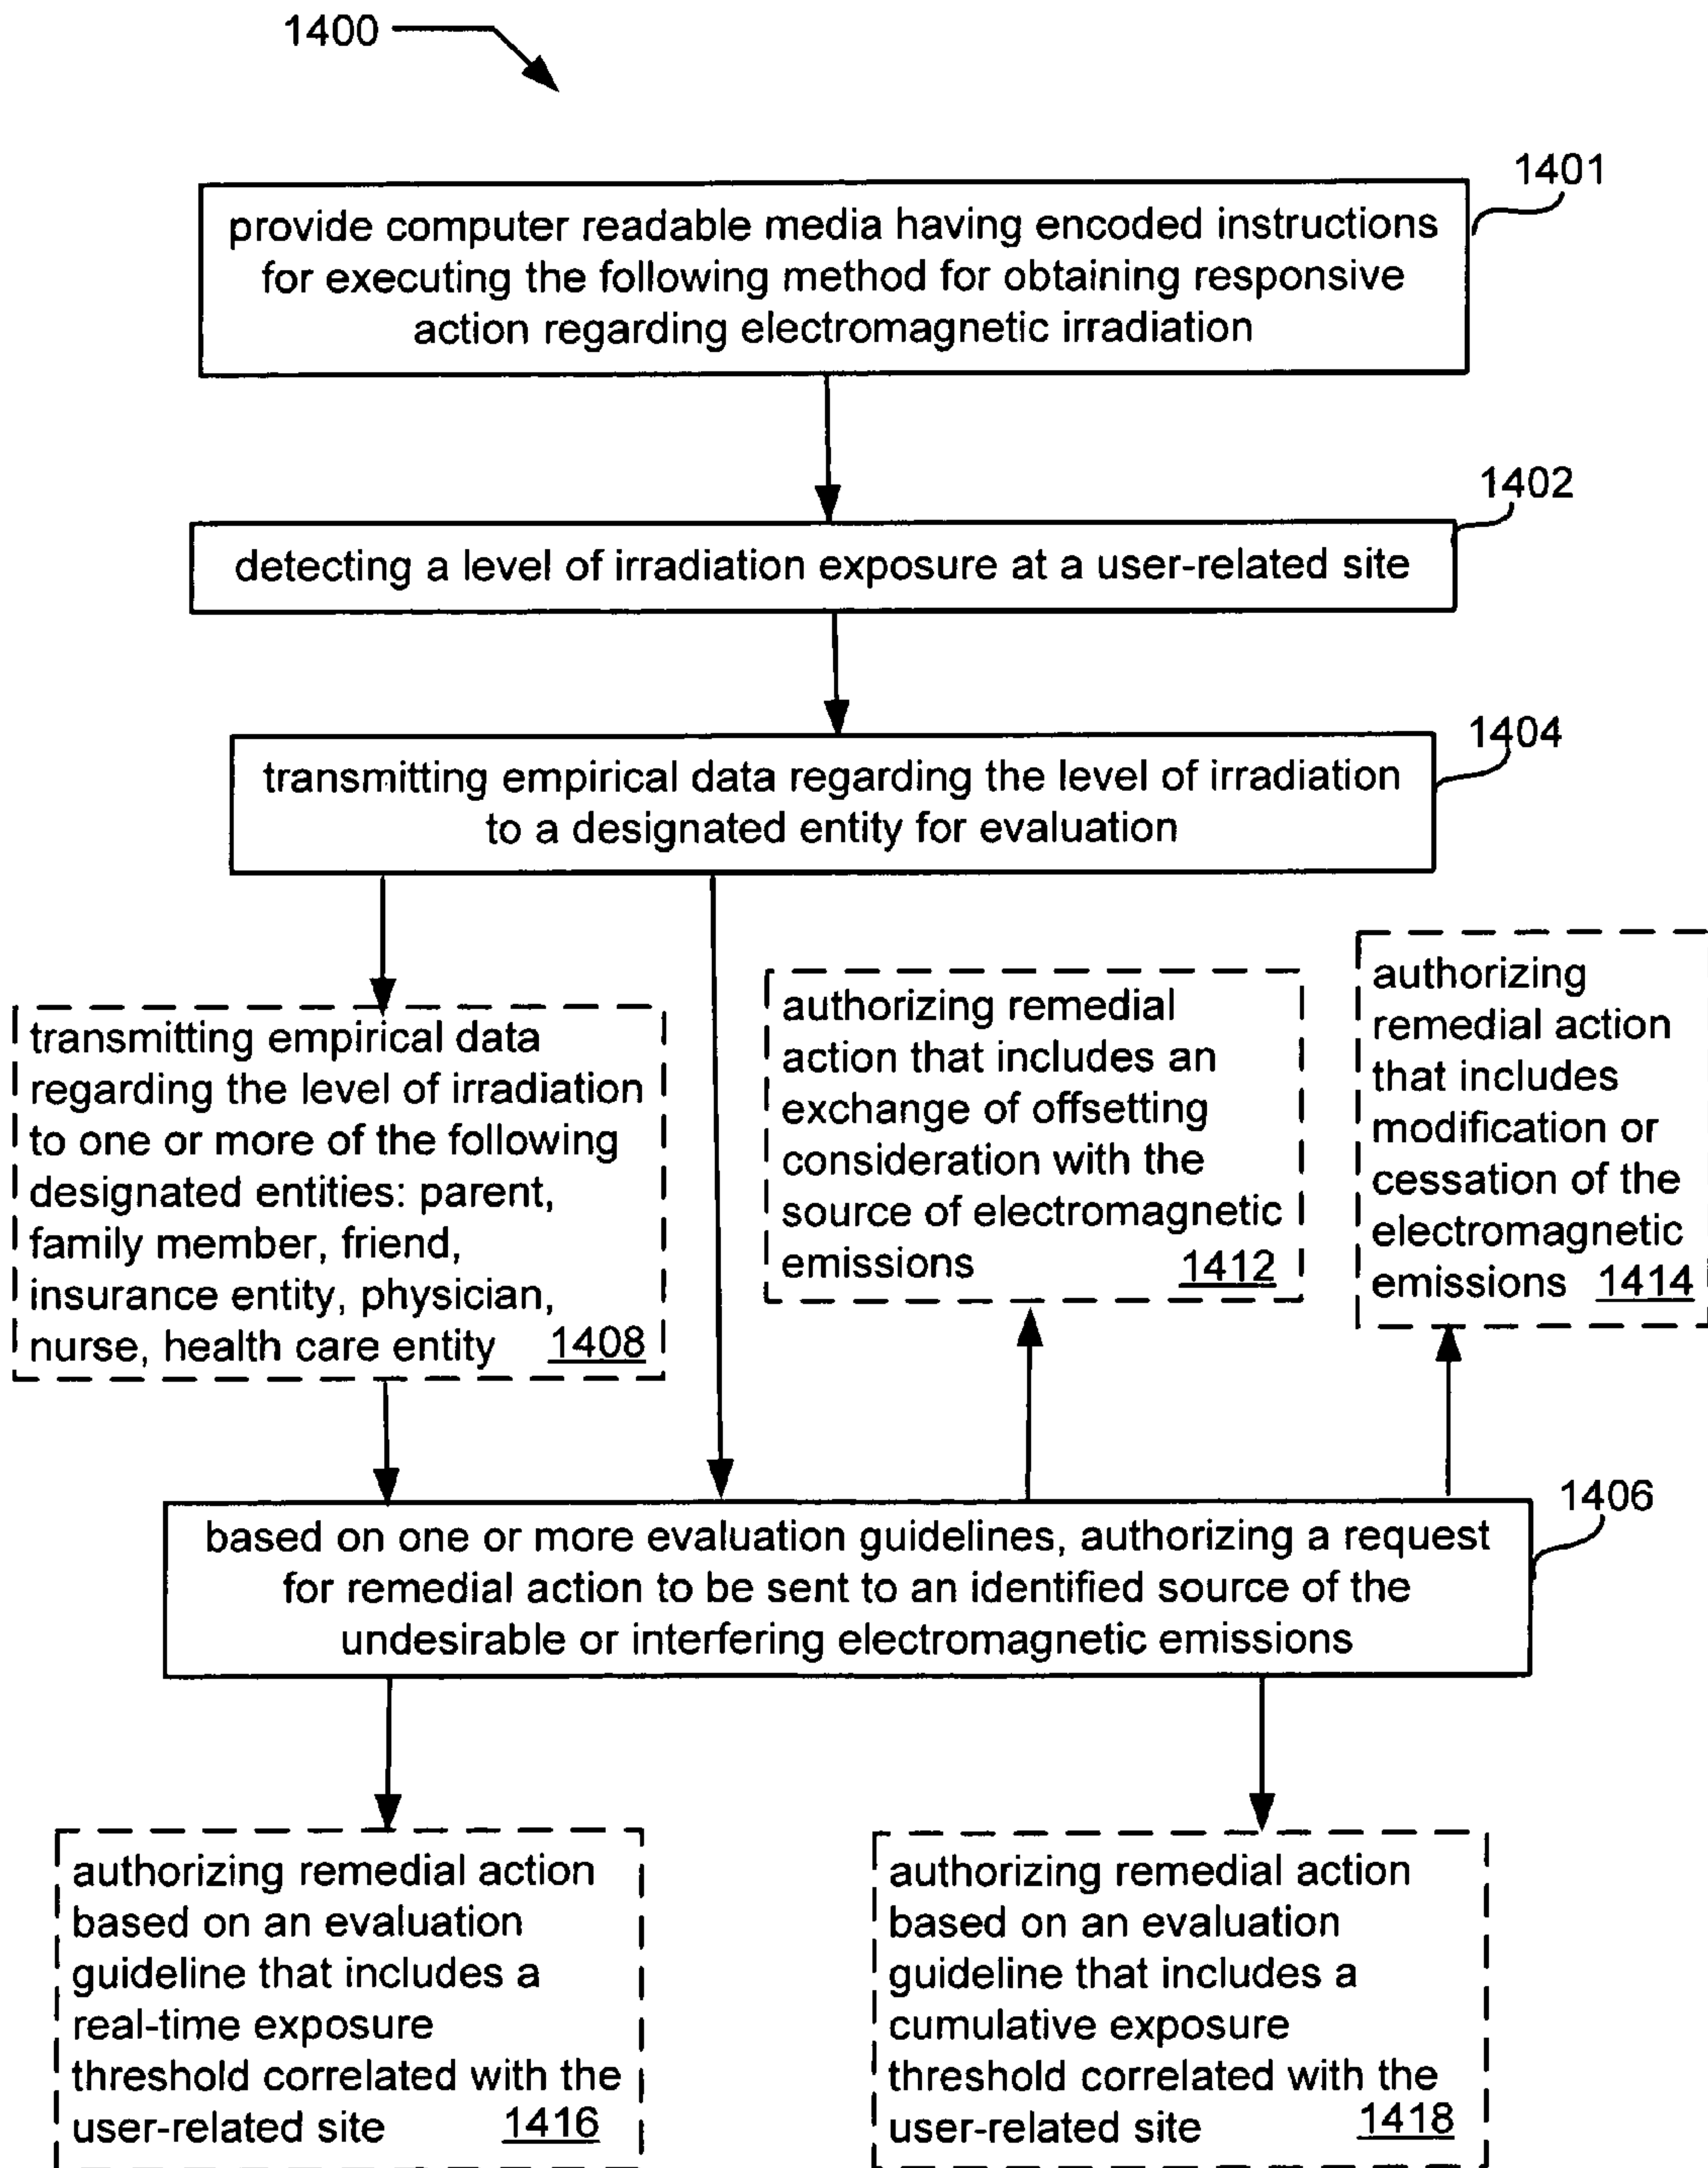 1400
1401
provide computer readable media having encoded instructions
for executing the following method for obtaining responsive
action regarding electromagnetic irradiation
1402
detecting a level of irradiation exposure at a user-related site
1404
transmitting empirical data regarding the level of irradiation
to a designated entity for evaluation
transmitting empirical data
regarding the level of irradiation
to one or more of the following
designated entities: parent,
family member, friend,
insurance entity, physician,
nurse, health care entity 1408
authorizing remedial
action that includes an
exchange of offsetting
consideration with the
source of electromagnetic
emissions 1412
authorizing
remedial action
that includes
modification or
cessation of the
electromagnetic
emissions 1414
1406
based on one or more evaluation guidelines, authorizing a request
for remedial action to be sent to an identified source of the
undesirable or interfering electromagnetic emissions
authorizing remedial action
based on an evaluation
guideline that includes a
real-time exposure
threshold correlated with the
user-related site 1416
authorizing remedial action
based on an evaluation
guideline that includes a
cumulative exposure
threshold correlated with the
user-related site 1418